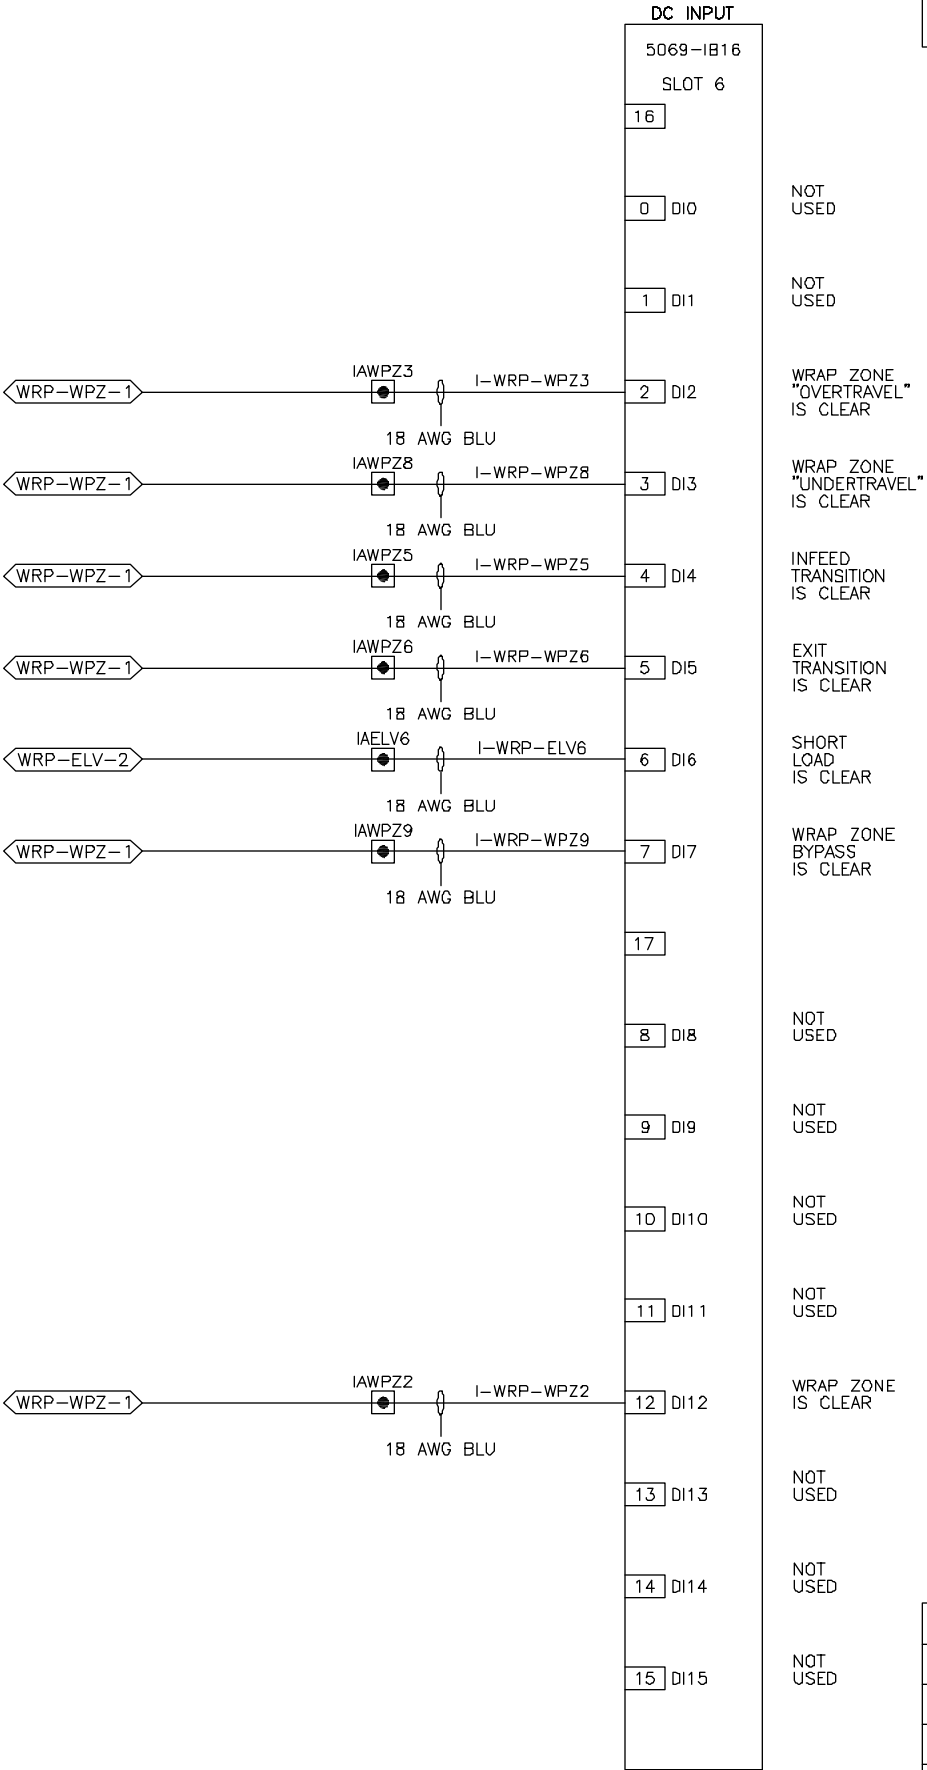 DC INPUT
5069-IB16
SLOT 6
16
0 DI0
NOT
USED
1 DI1
NOT
USED
WRP-WPZ-1
IAWPZ3
I-WRP-WPZ3
18 AWG BLU
2 DI2
WRAP ZONE
"OVERTRAVEL"
IS CLEAR
WRP-WPZ-1
IAWPZ8
I-WRP-WPZ8
18 AWG BLU
3 DI3
WRAP ZONE
"UNDERTRAVEL"
IS CLEAR
WRP-WPZ-1
IAWPZ5
I-WRP-WPZ5
18 AWG BLU
4 DI4
INFEED
TRANSITION
IS CLEAR
WRP-WPZ-1
IAWPZ6
I-WRP-WPZ6
18 AWG BLU
5 DI5
EXIT
TRANSITION
IS CLEAR
WRP-ELV-2
IAELV6
I-WRP-ELV6
18 AWG BLU
6 DI6
SHORT
LOAD
IS CLEAR
WRP-WPZ-1
IAWPZ9
I-WRP-WPZ9
18 AWG BLU
7 DI7
WRAP ZONE
BYPASS
IS CLEAR
17
8 DI8
NOT
USED
9 DI9
NOT
USED
10 DI10
NOT
USED
11 DI11
NOT
USED
WRP-WPZ-1
IAWPZ2
I-WRP-WPZ2
18 AWG BLU
12 DI12
WRAP ZONE
IS CLEAR
13 DI13
NOT
USED
14 DI14
NOT
USED
15 DI15
NOT
USED